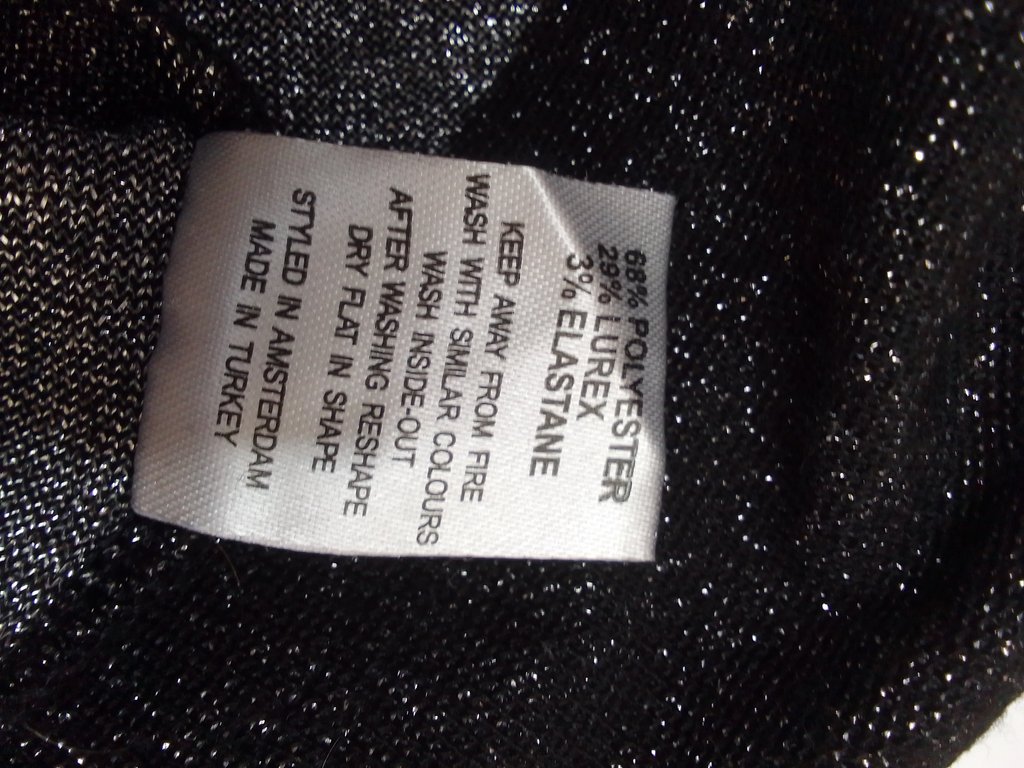 68% POLYESTER
29% LUREX
3% ELASTANE
KEEP AWAY FROM FIRE
WASH WITH SIMILAR COLOURS
WASH INSIDE-OUT
AFTER WASHING RESHAPE
DRY FLAT IN SHAPE
STYLED IN AMSTERDAM
MADE IN TURKEY